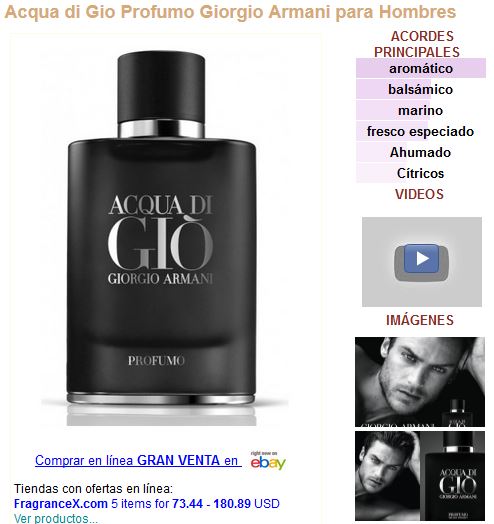 Acqua di Gio Profumo Giorgio Armani para Hombres
ACQUA DI
GIÒ
GIORGIO ARMANI
PROFUMO
Comprar en línea GRAN VENTA en
right now on
ebay
Tiendas con ofertas en línea:
FragranceX.com 5 items for 73.44 - 180.89 USD
Ver productos...
ACORDES
PRINCIPALES
aromático
balsámico
marino
fresco especiado
Ahumado
Cítricos
VIDEOS
IMÁGENES
GIORGIO ARMANI
ACQUA DI
GIÒ
GIORGIO ARMANI